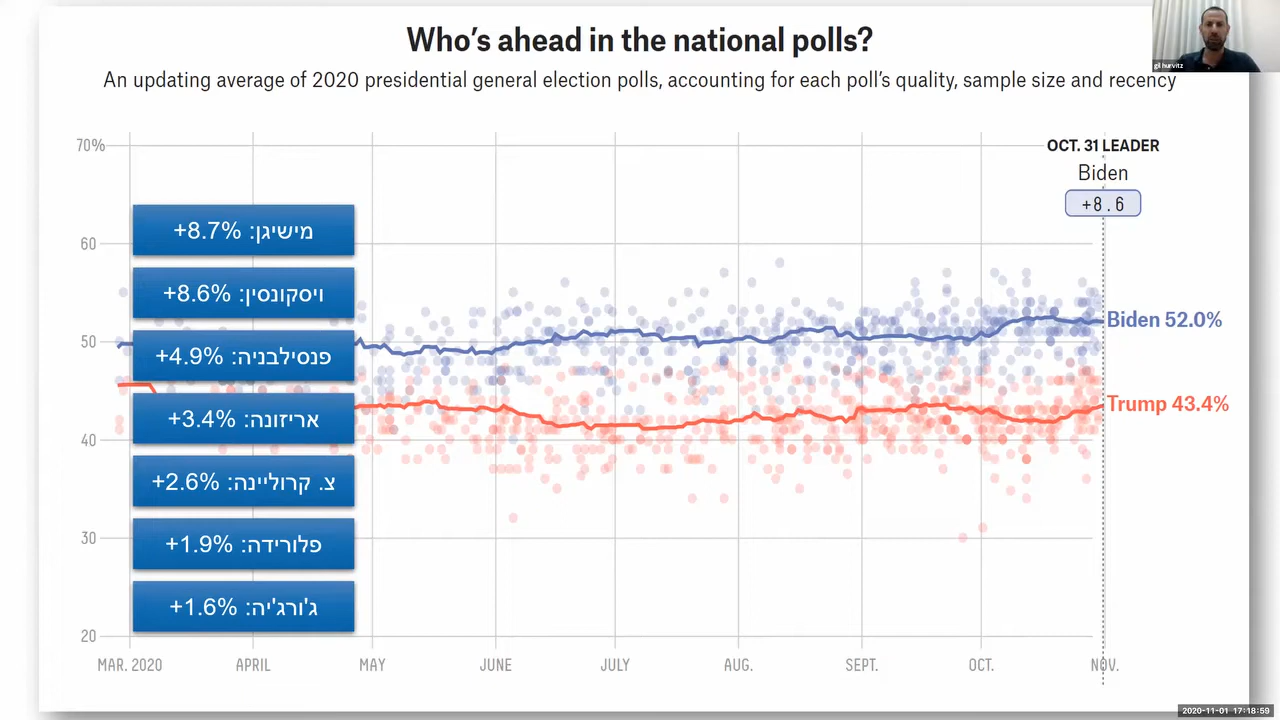 Who's ahead in the national polls?
An updating average of 2020 presidential general election polls, accounting for each poll's quality, sample size and recency
gil hurvitz
70%
60
50
40
30
20
OCT. 31 LEADER
Biden
+8.6
מישיגן: 8.7%+
ויסקונסין: 8.6%+
פנסילבניה: 4.9%+
אריזונה: 3.4%+
צ. קרוליינה: 2.6%+
פלורידה: 1.9%+
ג'ורג'יה: 1.6%+
Biden 52.0%
Trump 43.4%
MAR. 2020 APRIL MAY JUNE JULY AUG. SEPT. OCT. NOV.
2020-11-01 17:18:59